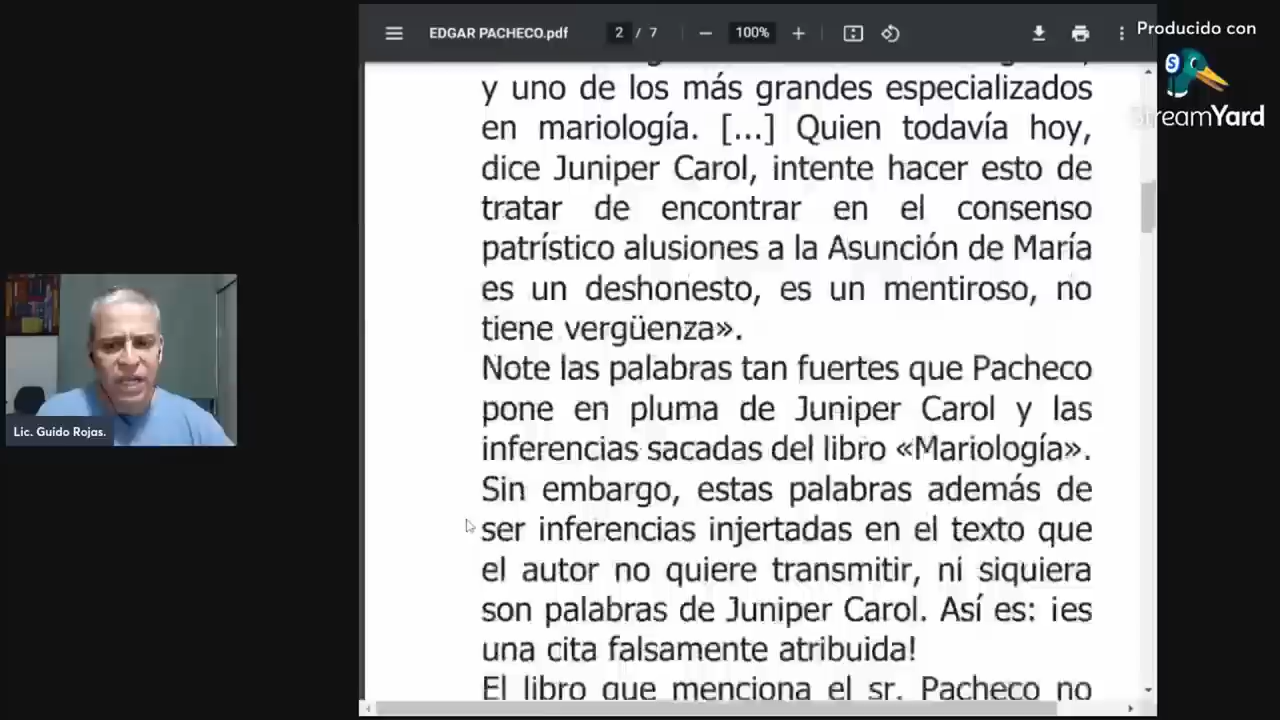 EDGAR PACHECO.pdf 2 / 7 100%
Producido con
S
StreamYard
y uno de los más grandes especializados
en mariología. [...] Quien todavía hoy,
dice Juniper Carol, intente hacer esto de
tratar de encontrar en el consenso
patrístico alusiones a la Asunción de María
es un deshonesto, es un mentiroso, no
tiene vergüenza».
Note las palabras tan fuertes que Pacheco
pone en pluma de Juniper Carol y las
inferencias sacadas del libro «Mariología».
Sin embargo, estas palabras además de
ser inferencias injertadas en el texto que
el autor no quiere transmitir, ni siquiera
son palabras de Juniper Carol. Así es: ¡es
una cita falsamente atribuida!
El libro que menciona el sr. Pacheco no
Lic. Guido Rojas.